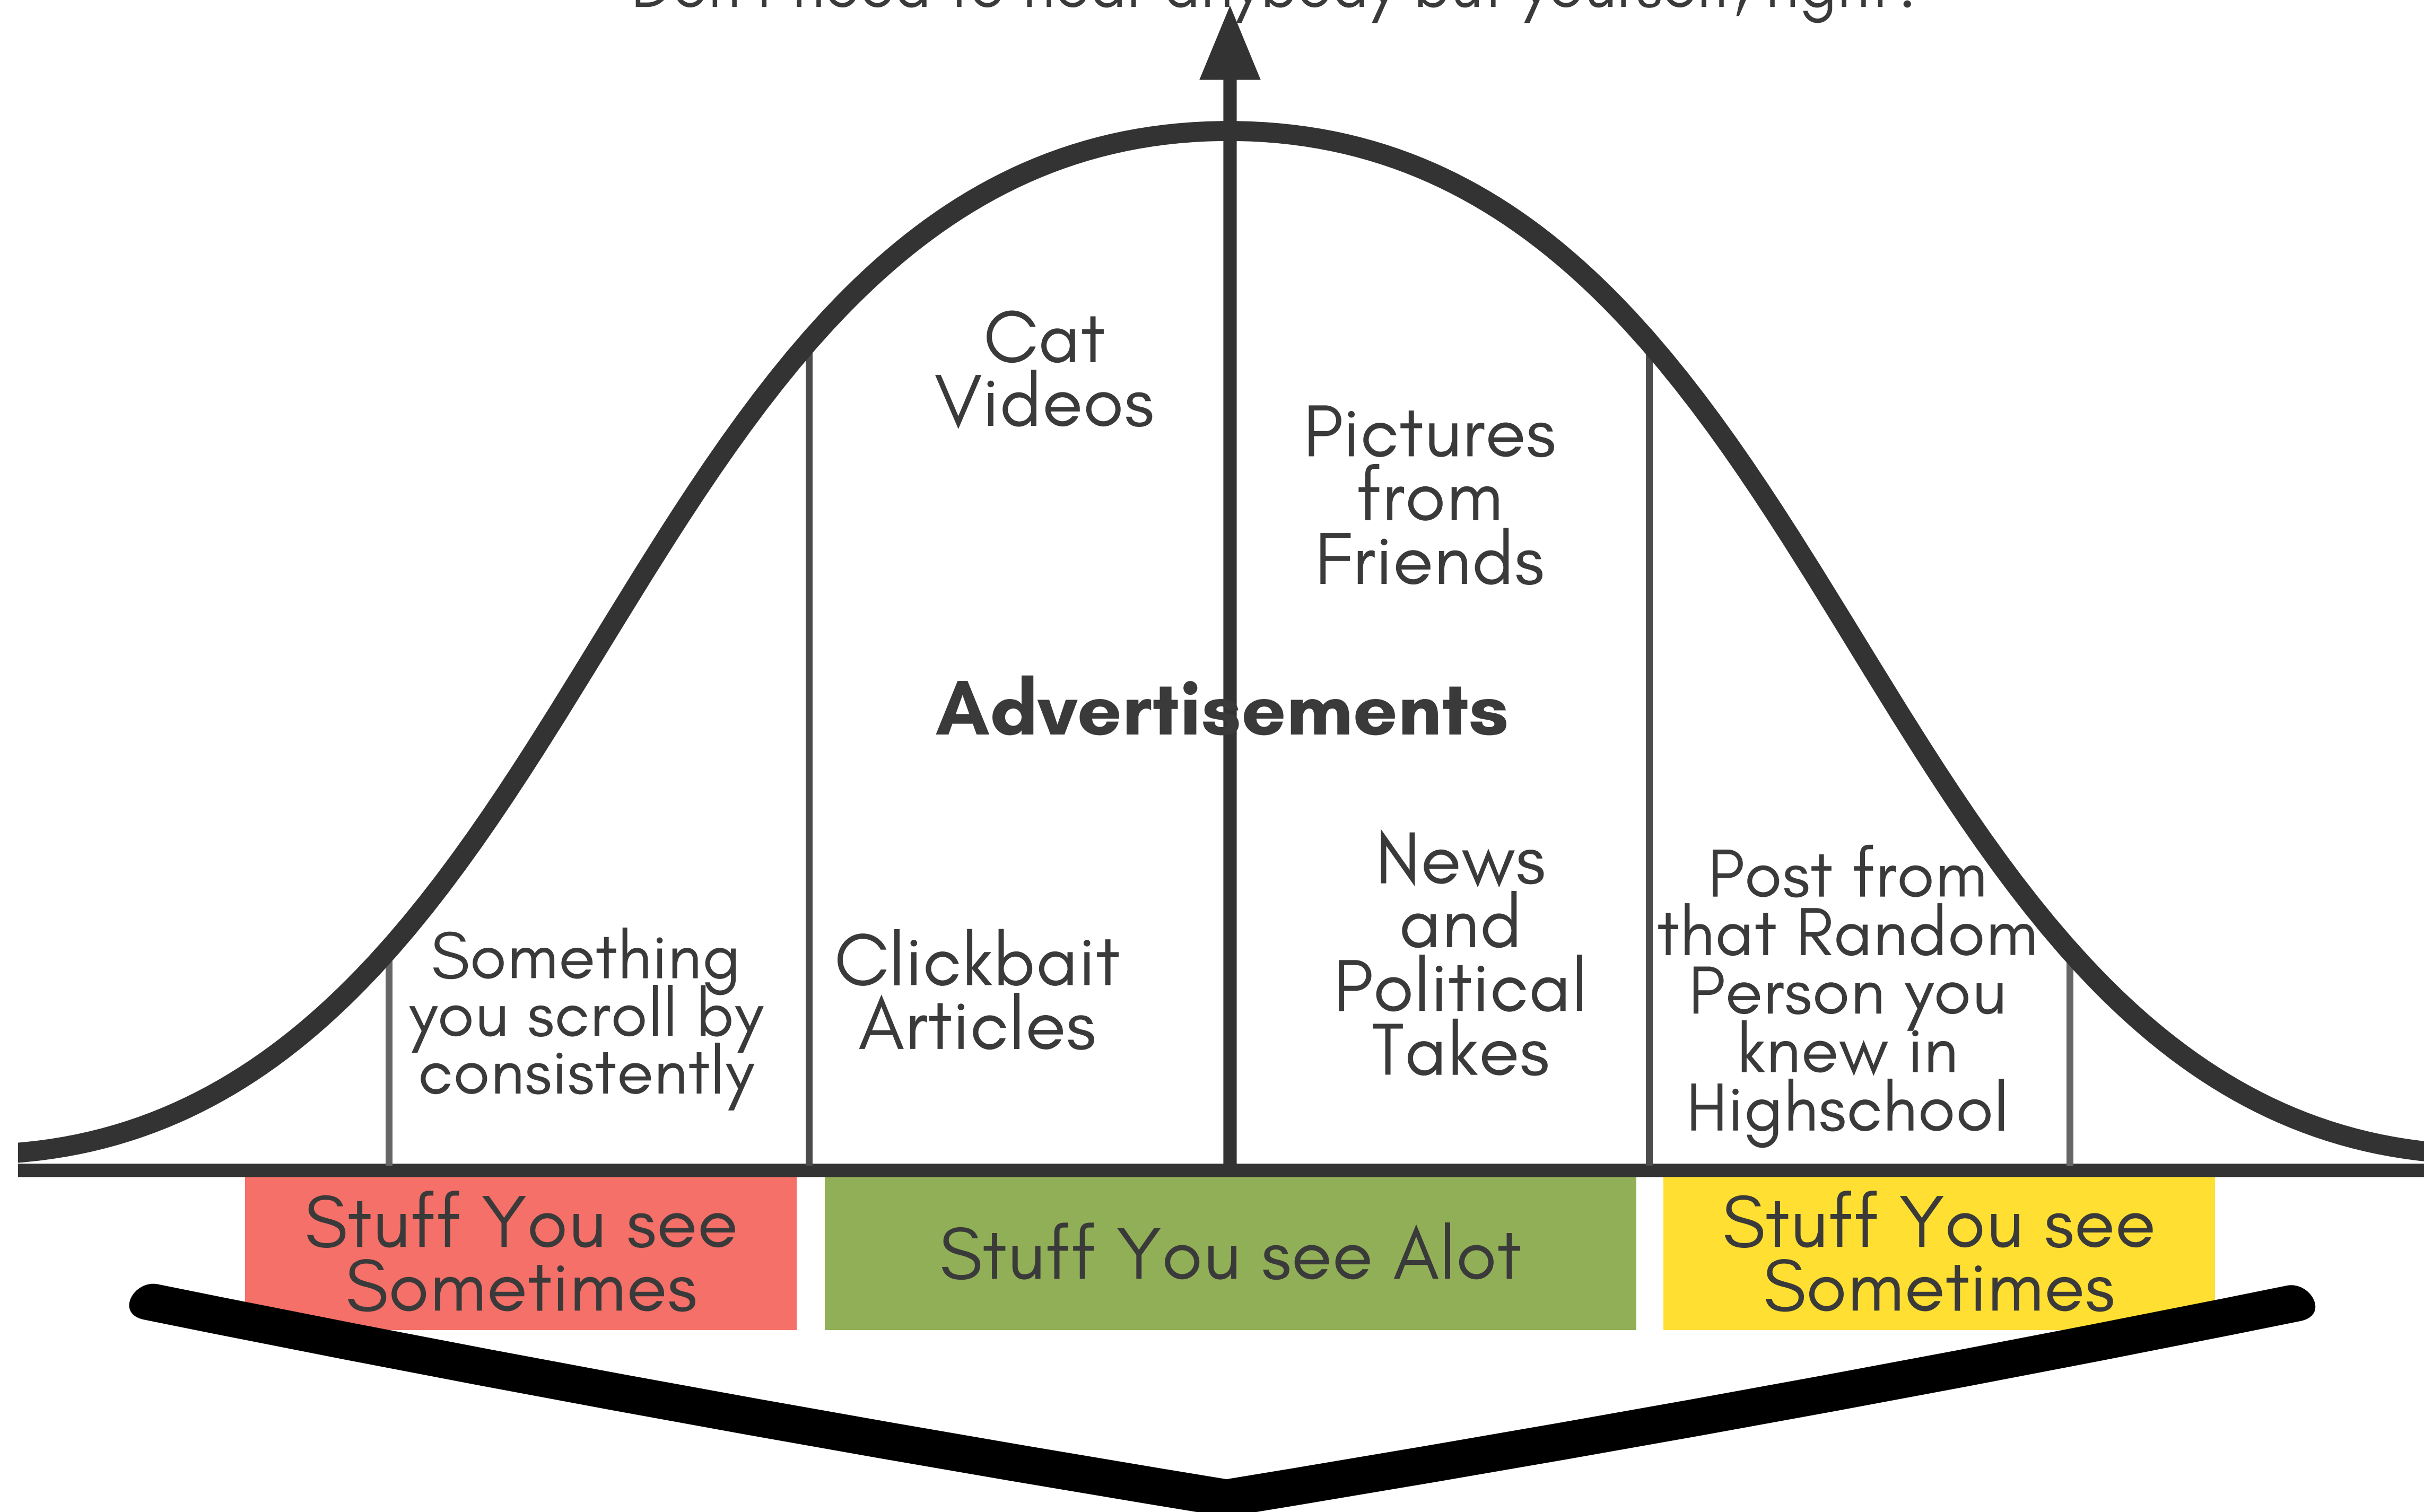 Cat
Videos
Pictures
from
Friends
Advertisements
News
and
Political
Takes
Clickbait
Articles
Something
you scroll by
consistently
Post from
that Random
Person you
knew in
Highschool
Stuff You see
Sometimes
Stuff You see Alot
Stuff You see
Sometimes